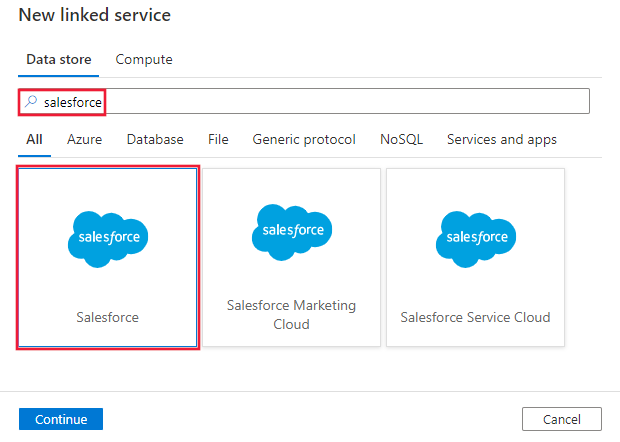 New linked service
Data store Compute
salesforce
All Azure Database File Generic protocol NoSQL Services and apps
salesforce salesforce salesforce
Salesforce Salesforce Marketing Cloud Salesforce Service Cloud
Continue Cancel